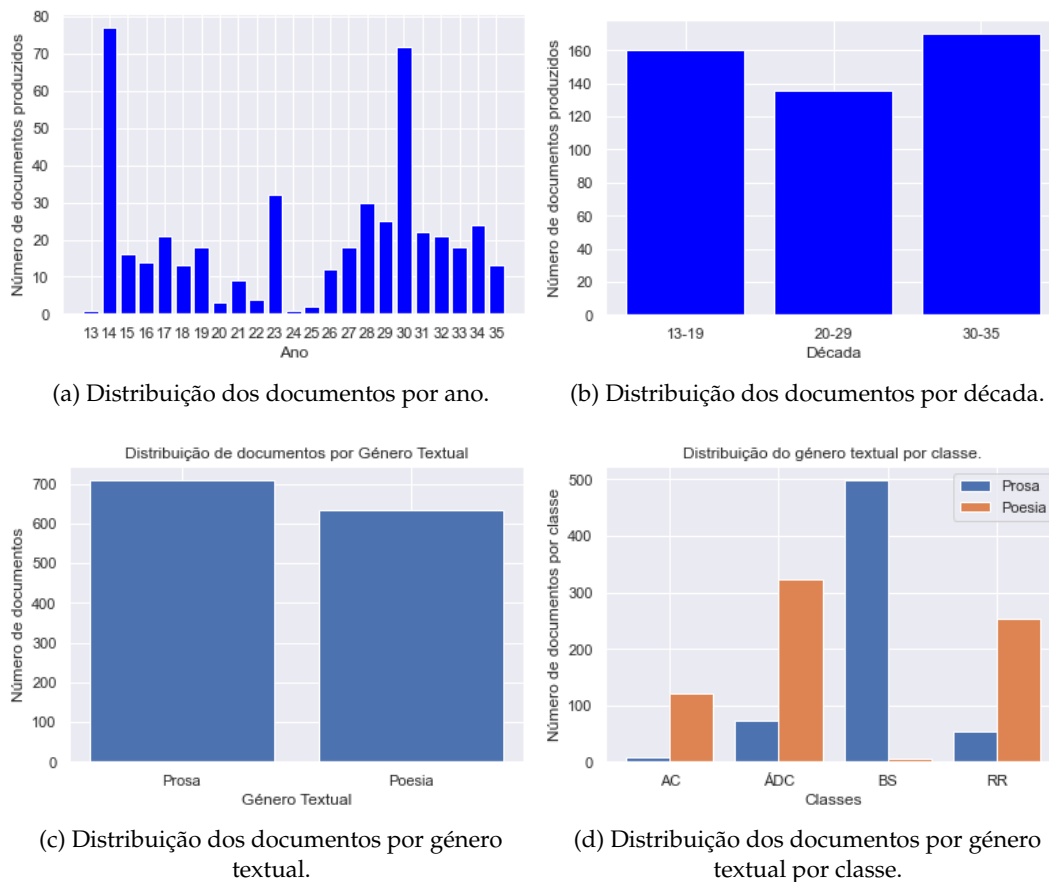 Número de documentos produzidos
80
70
60
50
40
30
20
10
0
13 14 15 16 17 18 19 20 21 22 23 24 25 26 27 28 29 30 31 32 33 34 35
Ano
(a) Distribuição dos documentos por ano.
Número de documentos produzidos
160
140
120
100
80
60
40
20
0
13-19 20-29 30-35
Década
(b) Distribuição dos documentos por década.
Distribuição de documentos por Género Textual
Número de documentos
700
600
500
400
300
200
100
0
Prosa Poesia
Género Textual
(c) Distribuição dos documentos por género
textual.
Distribuição do género textual por classe.
Número de documentos por classe
500
400
300
200
100
0
Prosa
Poesia
AC ÁDC BS RR
Classes
(d) Distribuição dos documentos por género
textual por classe.